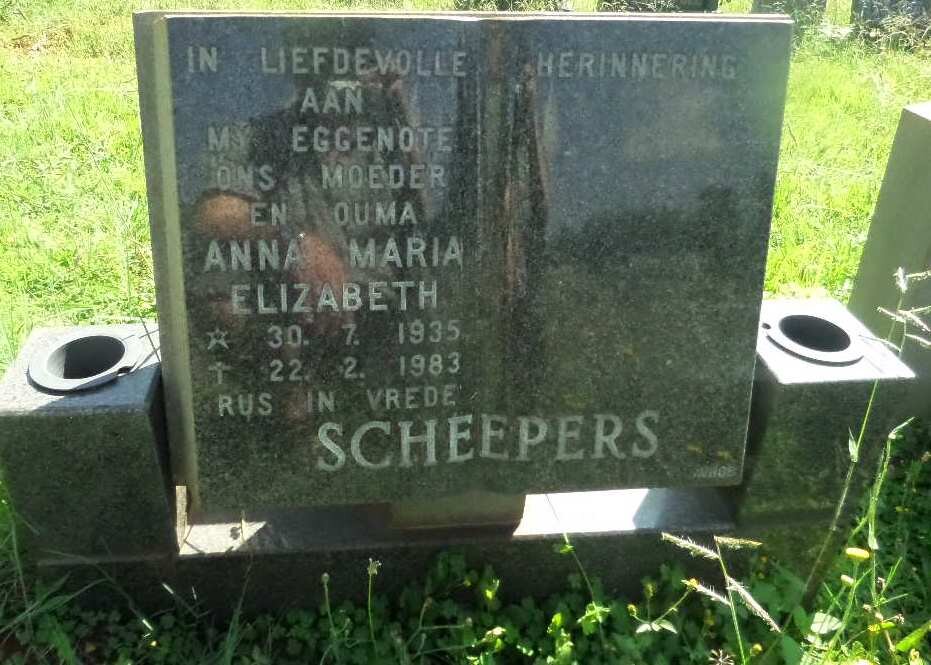 IN LIEFDEVOLLE HERINNERING
AAN
MY EGGENOTE
ONS MOEDER
EN OUMA
ANNA MARIA
ELIZABETH
☆ 30. 7. 1935
† 22. 2. 1983
RUS IN VREDE
SCHEEPERS